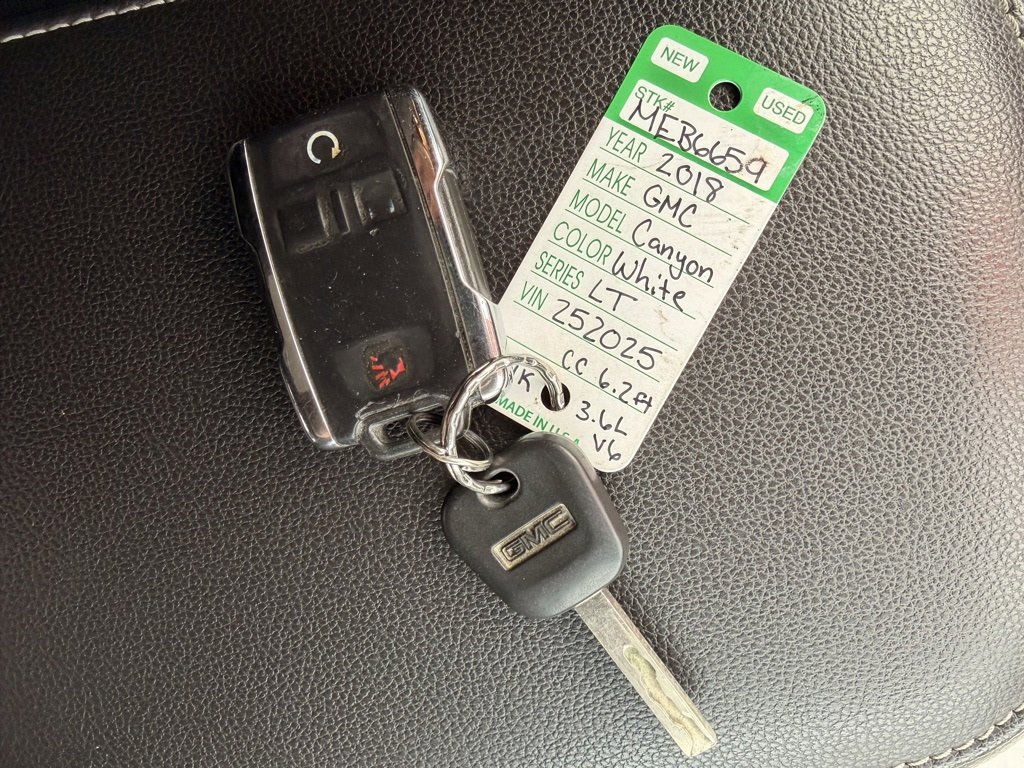 NEW
USED
STK#
MEB6659
YEAR 2018
MAKE GMC
MODEL Canyon
COLOR White
SERIES LT
VIN 252025
CC 6.2ft
K 3.6L
MADE IN U.S.A. V6
GMC